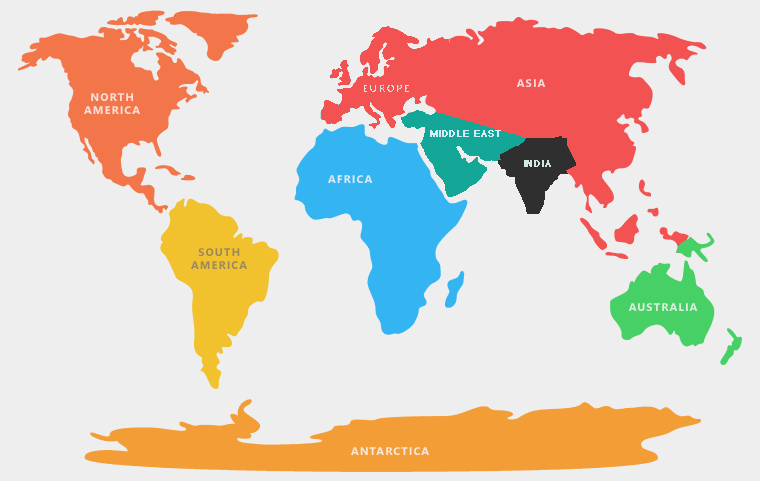 NORTH
AMERICA
EUROPE
ASIA
MIDDLE EAST
INDIA
AFRICA
SOUTH
AMERICA
AUSTRALIA
ANTARCTICA